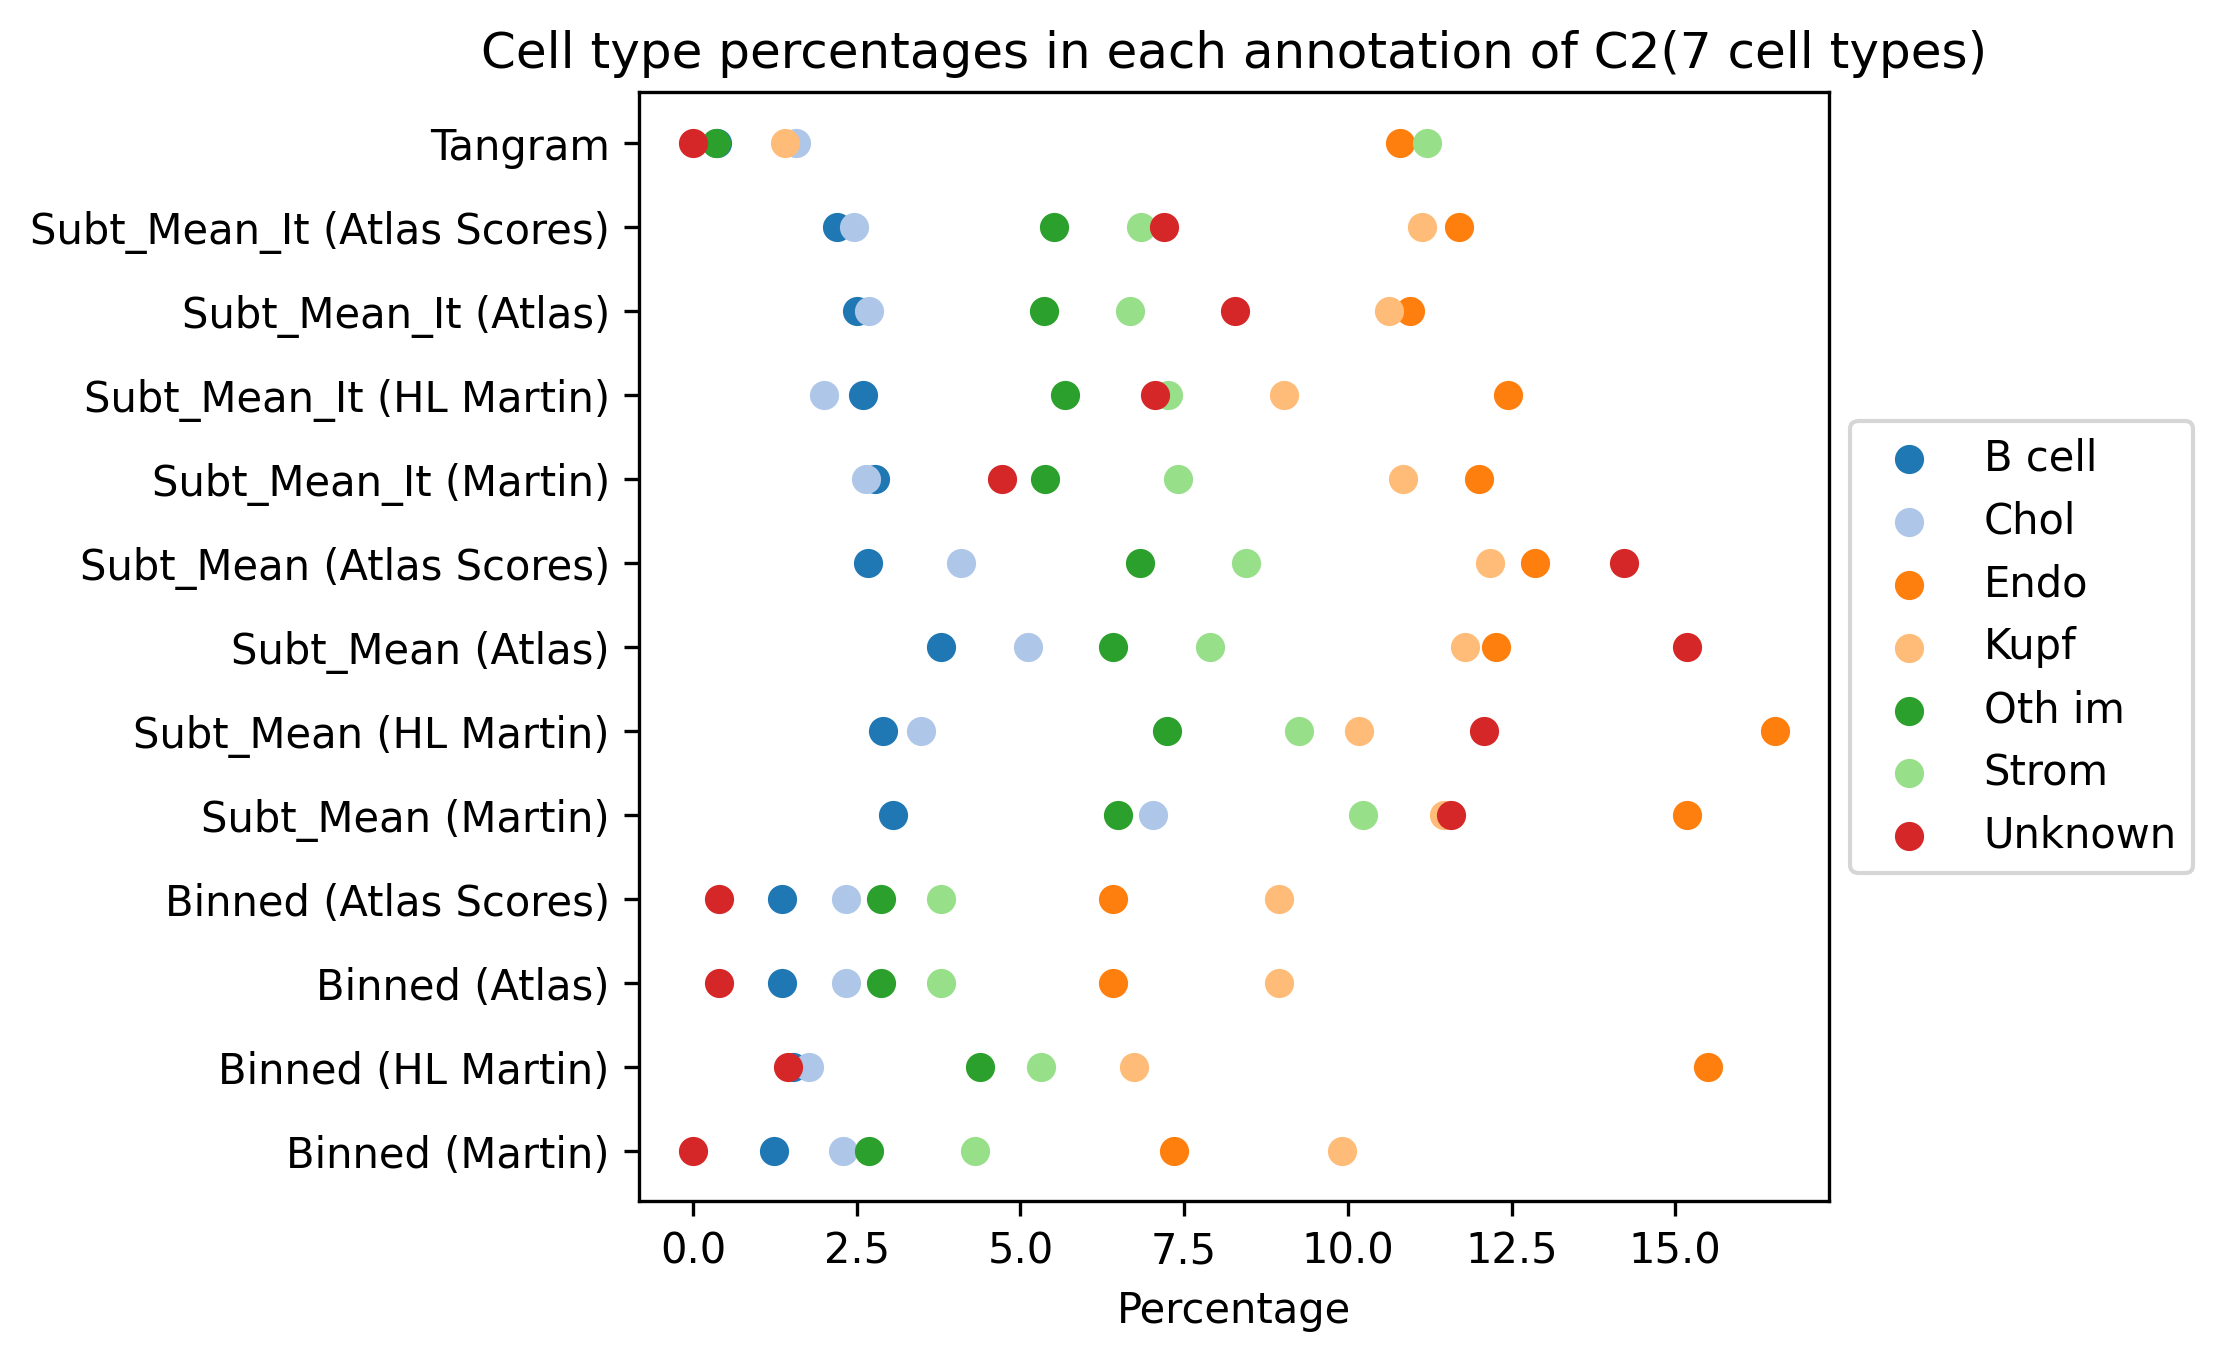 Cell type percentages in each annotation of C2(7 cell types)
Tangram
Subt_Mean_It (Atlas Scores)
Subt_Mean_It (Atlas)
Subt_Mean_It (HL Martin)
Subt_Mean_It (Martin)
Subt_Mean (Atlas Scores)
Subt_Mean (Atlas)
Subt_Mean (HL Martin)
Subt_Mean (Martin)
Binned (Atlas Scores)
Binned (Atlas)
Binned (HL Martin)
Binned (Martin)
0.0 2.5 5.0 7.5 10.0 12.5 15.0
Percentage
B cell
Chol
Endo
Kupf
Oth im
Strom
Unknown